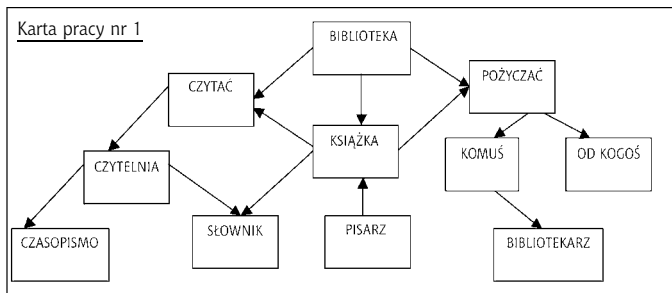 Karta pracy nr 1
BIBLIOTEKA
CZYTAĆ
POŻYCZAĆ
KSIĄŻKA
CZYTELNIA
KOMUŚ
OD KOGOŚ
CZASOPISMO
SŁOWNIK
PISARZ
BIBLIOTEKARZ